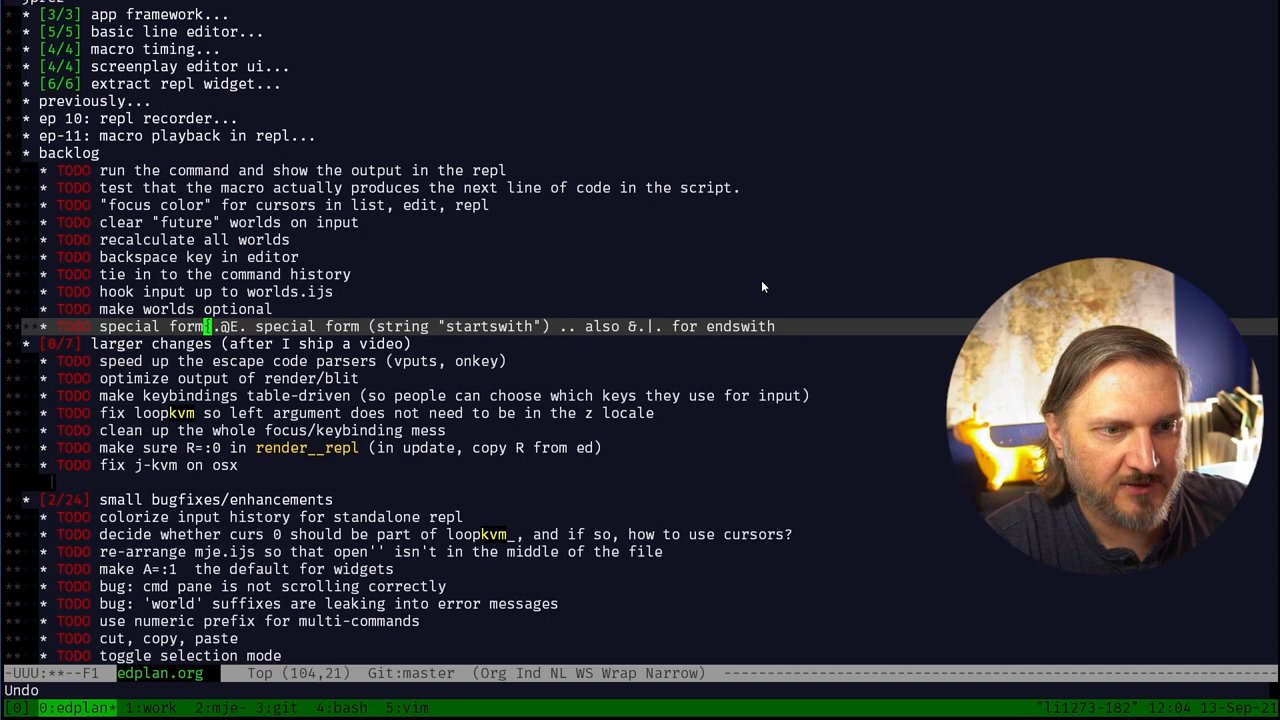 * [3/3] app framework...
* [5/5] basic line editor...
* [4/4] macro timing...
* [4/4] screenplay editor ui...
* [6/6] extract repl widget...
* previously...
* ep 10: repl recorder...
* ep-11: macro playback in repl...
* backlog
* TODO run the command and show the output in the repl
* TODO test that the macro actually produces the next line of code in the script.
* TODO "focus color" for cursors in list, edit, repl
* TODO clear "future" worlds on input
* TODO recalculate all worlds
* TODO backspace key in editor
* TODO tie in to the command history
* TODO hook input up to worlds.ijs
* TODO make worlds optional
* TODO special form{.@E. special form (string "startswith") .. also &.|. for endswith
* [0/7] larger changes (after I ship a video)
* TODO speed up the escape code parsers (vputs, onkey)
* TODO optimize output of render/blit
* TODO make keybindings table-driven (so people can choose which keys they use for input)
* TODO fix loopkvm so left argument does not need to be in the z locale
* TODO clean up the whole focus/keybinding mess
* TODO make sure R=:0 in render__repl (in update, copy R from ed)
* TODO fix j-kvm on osx
* [2/24] small bugfixes/enhancements
* TODO colorize input history for standalone repl
* TODO decide whether curs 0 should be part of loopkvm_, and if so, how to use cursors?
* TODO re-arrange mje.ijs so that open'' isn't in the middle of the file
* TODO make A=:1  the default for widgets
* TODO bug: cmd pane is not scrolling correctly
* TODO bug: 'world' suffixes are leaking into error messages
* TODO use numeric prefix for multi-commands
* TODO cut, copy, paste
* TODO toggle selection mode
-UUU:**--F1  edplan.org  Top (104,21)  Git:master  (Org Ind NL WS Wrap Narrow)
Undo
[0] 0:edplan* 1:work  2:mje- 3:git  4:bash  5:vim  "li1273-182" 12:04 13-Sep-21